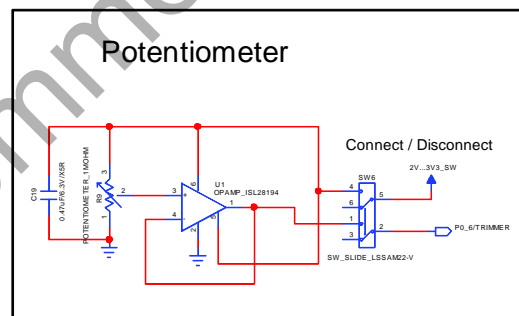 Potentiometer
Connect / Disconnect
2V...3V3_SW
SW6
4
5
6
1
2
3
P0_6/TRIMMER
SW_SLIDE_LSSAM22-V
U1
OPAMP_ISL28194
3
4
6
1
5
2
+
-
3
2
1
R9
POTENTIOMETER_1MOHM
C19
0.47uF/6.3V/X5R